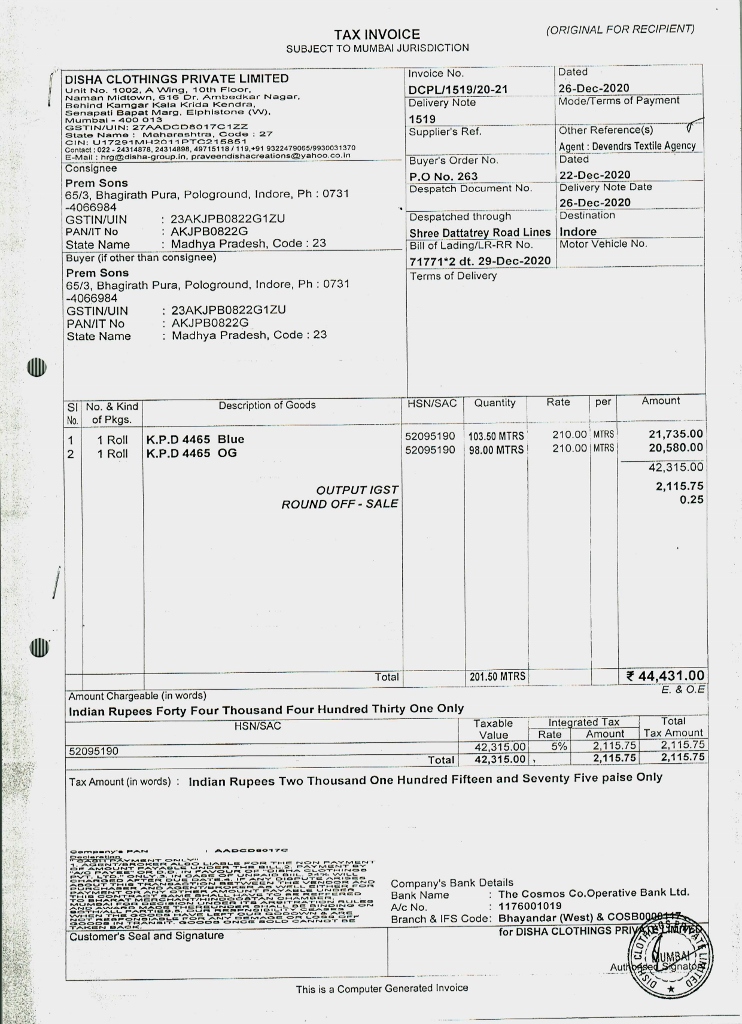 TAX INVOICE
(ORIGINAL FOR RECIPIENT)
SUBJECT TO MUMBAI JURISDICTION
DISHA CLOTHINGS PRIVATE LIMITED
Unit No. 1002, A Wing, 10th Floor,
Naman Midtown, 616 Dr. Ambedkar Nagar,
Behind Kamgar Kala Krida Kendra,
Senapati Bapat Marg, Elphistone (W),
Mumbai - 400 013
GSTIN/UIN: 27AADCD8017C1ZZ
State Name : Maharashtra, Code : 27
CIN: U17291MH2011PTC215851
Contact : 022 - 24314878, 24314898, 49715118 / 119,+91 9322479065/9930031370
E-Mail : hrg@disha-group.in, praveendishacreations@yahoo.co.in
Invoice No.
DCPL/1519/20-21
Dated
26-Dec-2020
Delivery Note
1519
Mode/Terms of Payment
Supplier's Ref.
Other Reference(s)
Agent : Devendrs Textile Agency
Buyer's Order No.
P.O No. 263
Dated
22-Dec-2020
Despatch Document No.
Delivery Note Date
26-Dec-2020
Despatched through
Shree Dattatrey Road Lines
Destination
Indore
Bill of Lading/LR-RR No.
71771*2 dt. 29-Dec-2020
Motor Vehicle No.
Terms of Delivery
Consignee
Prem Sons
65/3, Bhagirath Pura, Pologround, Indore, Ph : 0731
-4066984
GSTIN/UIN : 23AKJPB0822G1ZU
PAN/IT No : AKJPB0822G
State Name : Madhya Pradesh, Code : 23
Buyer (if other than consignee)
Prem Sons
65/3, Bhagirath Pura, Pologround, Indore, Ph : 0731
-4066984
GSTIN/UIN : 23AKJPB0822G1ZU
PAN/IT No : AKJPB0822G
State Name : Madhya Pradesh, Code : 23
Sl No. No. & Kind of Pkgs. Description of Goods HSN/SAC Quantity Rate per Amount
1 1 Roll K.P.D 4465 Blue 52095190 103.50 MTRS 210.00 MTRS 21,735.00
2 1 Roll K.P.D 4465 OG 52095190 98.00 MTRS 210.00 MTRS 20,580.00
42,315.00
OUTPUT IGST 2,115.75
ROUND OFF - SALE 0.25
Total 201.50 MTRS ₹ 44,431.00
E. & O.E
Amount Chargeable (in words)
Indian Rupees Forty Four Thousand Four Hundred Thirty One Only
HSN/SAC Taxable Value Integrated Tax Rate Amount Total Tax Amount
52095190 42,315.00 5% 2,115.75 2,115.75
Total 42,315.00 2,115.75 2,115.75
Tax Amount (in words) : Indian Rupees Two Thousand One Hundred Fifteen and Seventy Five paise Only
Company's PAN : AADCD8017C
Declaration
Company's Bank Details
Bank Name : The Cosmos Co.Operative Bank Ltd.
A/c No. : 1176001019
Branch & IFS Code: Bhayandar (West) & COSB0000117
Customer's Seal and Signature
for DISHA CLOTHINGS PRIVATE LIMITED
MUMBAI
Authorised Signatory
This is a Computer Generated Invoice